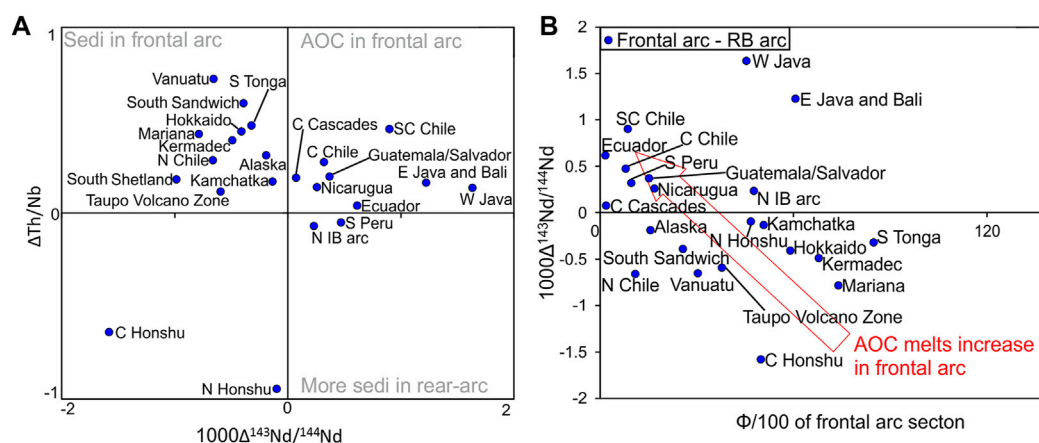 A
1
Sedi in frontal arc
AOC in frontal arc
Vanuatu
S Tonga
South Sandwich
Hokkaido
Mariana
Kermadec
N Chile
Alaska
South Shetland
Kamchatka
Taupo Volcano Zone
C Cascades
SC Chile
C Chile
Guatemala/Salvador
E Java and Bali
Nicarugua
W Java
Ecuador
S Peru
N IB arc
ΔTh/Nb
0
C Honshu
N Honshu
More sedi in rear-arc
-1
-2
0
2
1000Δ¹⁴³Nd/¹⁴⁴Nd
B
2
Frontal arc - RB arc
W Java
1.5
E Java and Bali
1
SC Chile
Ecuador
C Chile
S Peru
0.5
Guatemala/Salvador
Nicarugua
N IB arc
C Cascades
0
0
120
Alaska
N Honshu
Kamchatka
Hokkaido
S Tonga
South Sandwich
Kermadec
-0.5
N Chile
Vanuatu
Mariana
Taupo Volcano Zone
-1
AOC melts increase
in frontal arc
C Honshu
-1.5
-2
1000Δ¹⁴³Nd/¹⁴⁴Nd
Φ/100 of frontal arc secton